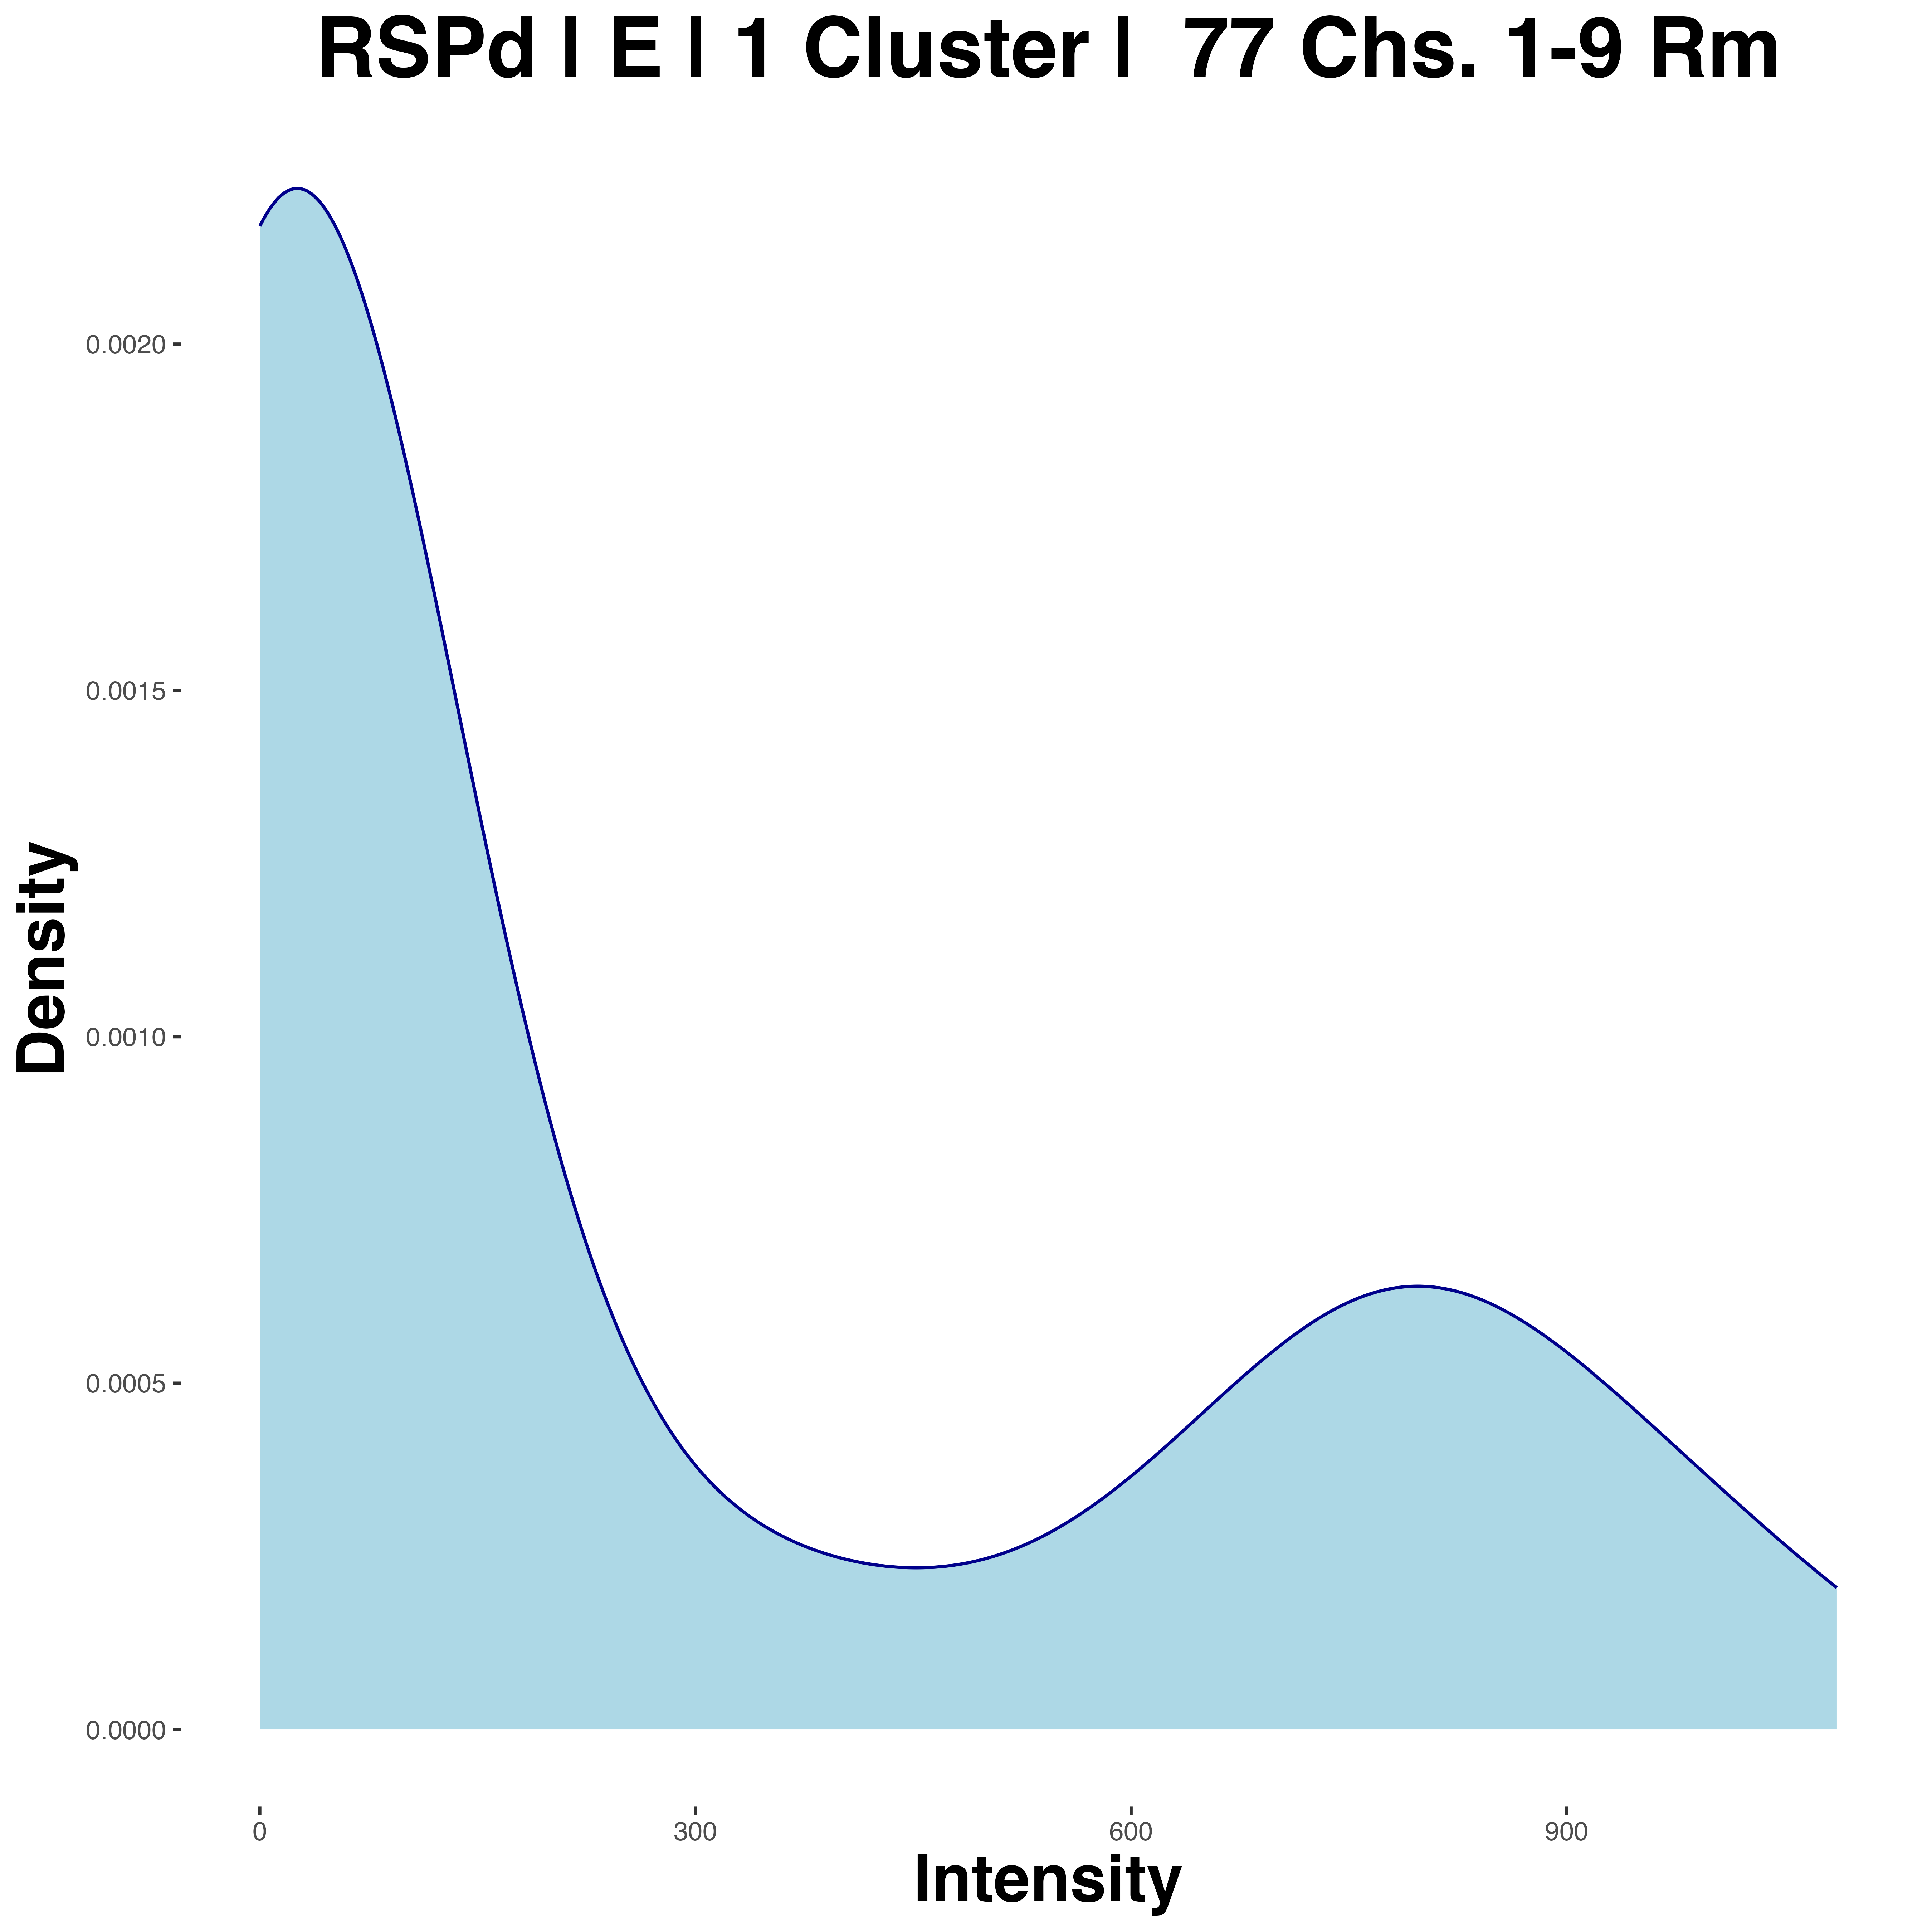 RSPd | E | 1 Cluster |  77 Chs. 1-9 Rm
Density
0.0020
0.0015
0.0010
0.0005
0.0000
0 300 600 900
Intensity